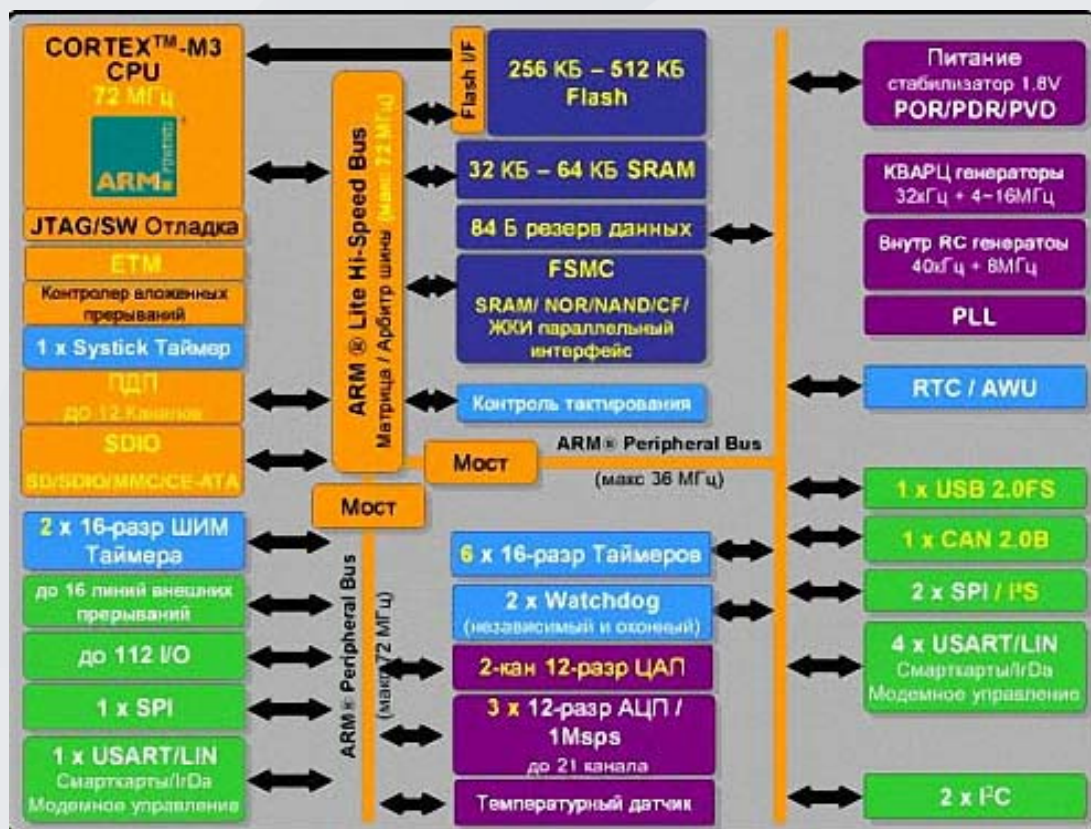 CORTEX™-M3
CPU
72 МГц
ARM
JTAG/SW Отладка
ETM
Контролер вложенных
прерываний
1 x Systick Таймер
ПДП
до 12 Каналов
SDIO
SD/SDIO/MMC/CE-ATA
2 x 16-разр ШИМ
Таймера
до 16 линий внешних
прерываний
до 112 I/O
1 x SPI
1 x USART/LIN
Смарткарты/IrDa
Модемное управление
ARM ® Lite Hi-Speed Bus
Матрица / Арбитр шины (макс 72 МГц)
Flash I/F
256 КБ – 512 КБ
Flash
32 КБ – 64 КБ SRAM
84 Б резерв данных
FSMC
SRAM/ NOR/NAND/CF/
ЖКИ параллельный
интерфейс
Контроль тактирования
ARM® Peripheral Bus
(макс 36 МГц)
Мост
Мост
ARM® Peripheral Bus
(макс 72 МГц)
6 x 16-разр Таймеров
2 x Watchdog
(независимый и оконный)
2-кан 12-разр ЦАП
3 x 12-разр АЦП /
1Msps
до 21 канала
Температурный датчик
Питание
стабилизатор 1.8V
POR/PDR/PVD
КВАРЦ генераторы
32кГц + 4~16МГц
Внутр RC генератоы
40кГц + 8МГц
PLL
RTC / AWU
1 x USB 2.0FS
1 x CAN 2.0B
2 x SPI / I²S
4 x USART/LIN
Смарткарты/IrDa
Модемное управление
2 x I²C